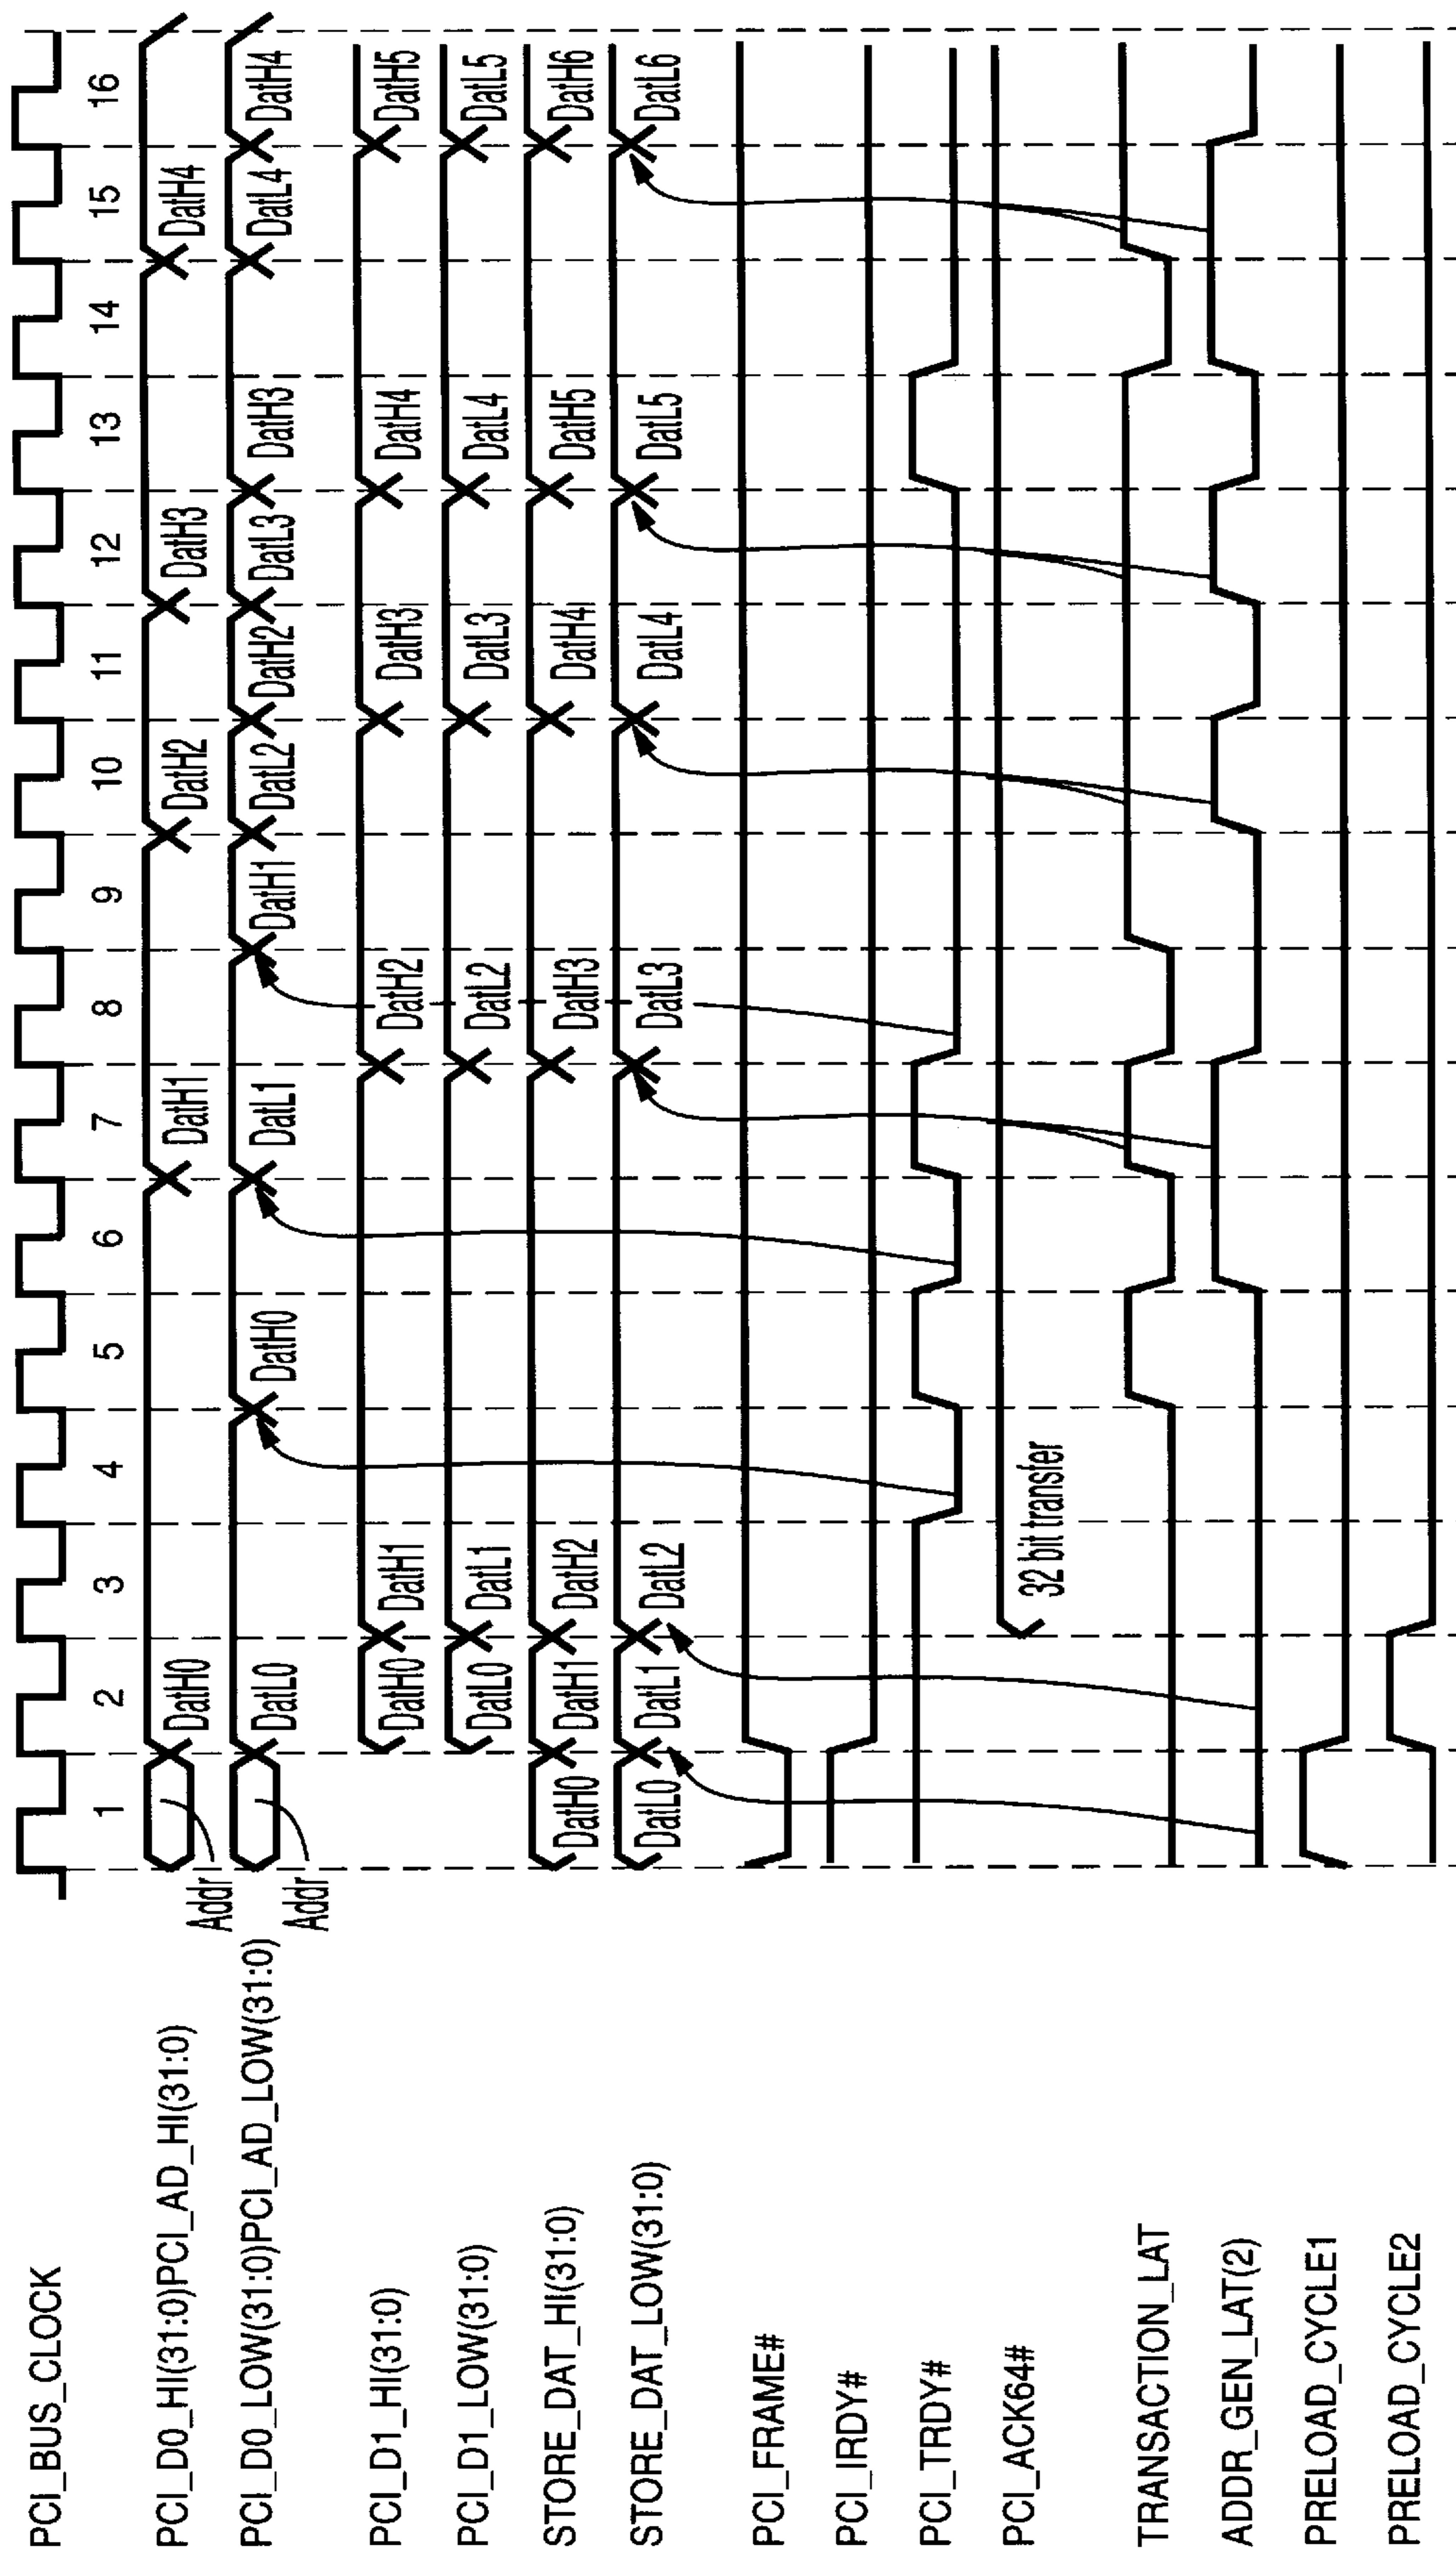 PCI_BUS_CLOCK
1 2 3 4 5 6 7 8 9 10 11 12 13 14 15 16
PCI_D0_HI(31:0)PCI_AD_HI(31:0) Addr DatH0 DatH1 DatH2 DatH3 DatH4
PCI_D0_LOW(31:0)PCI_AD_LOW(31:0) Addr DatL0 DatH0 DatL1 DatH1 DatL2 DatH2 DatL3 DatH3 DatL4 DatH4
PCI_D1_HI(31:0) DatH0 DatH1 DatH2 DatH3 DatH4 DatH5
PCI_D1_LOW(31:0) DatL0 DatL1 DatL2 DatL3 DatL4 DatL5
STORE_DAT_HI(31:0) DatH0 DatH1 DatH2 DatH3 DatH4 DatH5 DatH6
STORE_DAT_LOW(31:0) DatL0 DatL1 DatL2 DatL3 DatL4 DatL5 DatL6
PCI_FRAME#
PCI_IRDY#
PCI_TRDY#
PCI_ACK64# 32 bit transfer
TRANSACTION_LAT
ADDR_GEN_LAT(2)
PRELOAD_CYCLE1
PRELOAD_CYCLE2